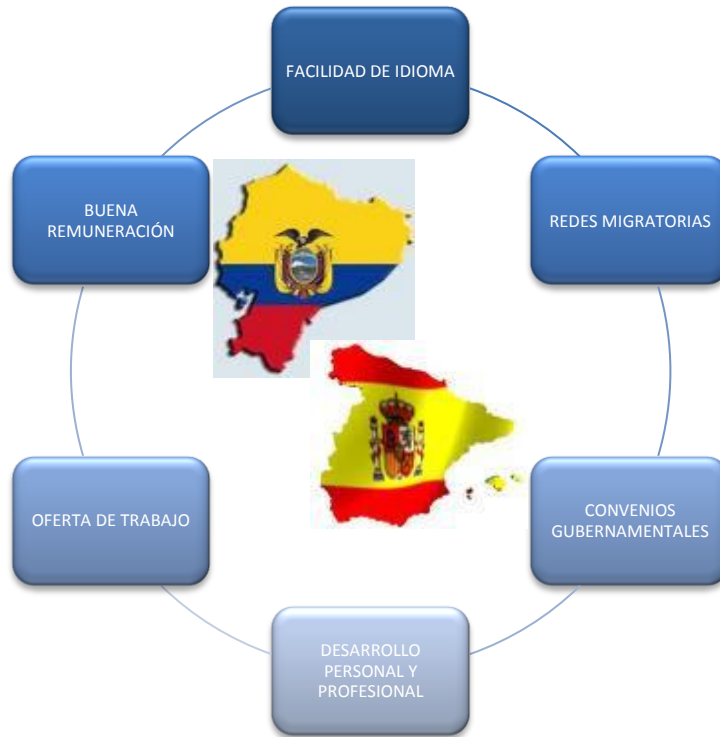 FACILIDAD DE IDIOMA
REDES MIGRATORIAS
CONVENIOS
GUBERNAMENTALES
DESARROLLO
PERSONAL Y
PROFESIONAL
OFERTA DE TRABAJO
BUENA
REMUNERACIÓN